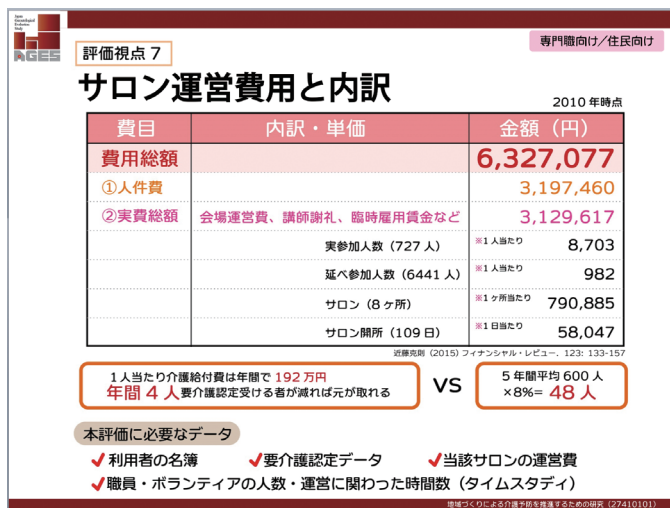 Japan
Gerontological
Evaluation
Study
JAGES
専門職向け/住民向け
評価視点 7
サロン運営費用と内訳
2010 年時点
費目 内訳・単価 金額（円）
費用総額 6,327,077
①人件費 3,197,460
②実費総額 会場運営費、講師謝礼、臨時雇用賃金など 3,129,617
実参加人数（727 人） ※1 人当たり 8,703
延べ参加人数（6441 人） ※1 人当たり 982
サロン（8ヶ所） ※1 ヶ所当たり 790,885
サロン開所（109 日） ※1 日当たり 58,047
近藤克則（2015）フィナンシャル・レビュー．123: 133-157
1 人当たり介護給付費は年間で 192 万円
年間 4 人要介護認定受ける者が減れば元が取れる
VS
5 年間平均 600 人
×8%= 48 人
本評価に必要なデータ
✓利用者の名簿 ✓要介護認定データ ✓当該サロンの運営費
✓職員・ボランティアの人数・運営に関わった時間数（タイムスタディ）
地域づくりによる介護予防を推進するための研究（27410101）